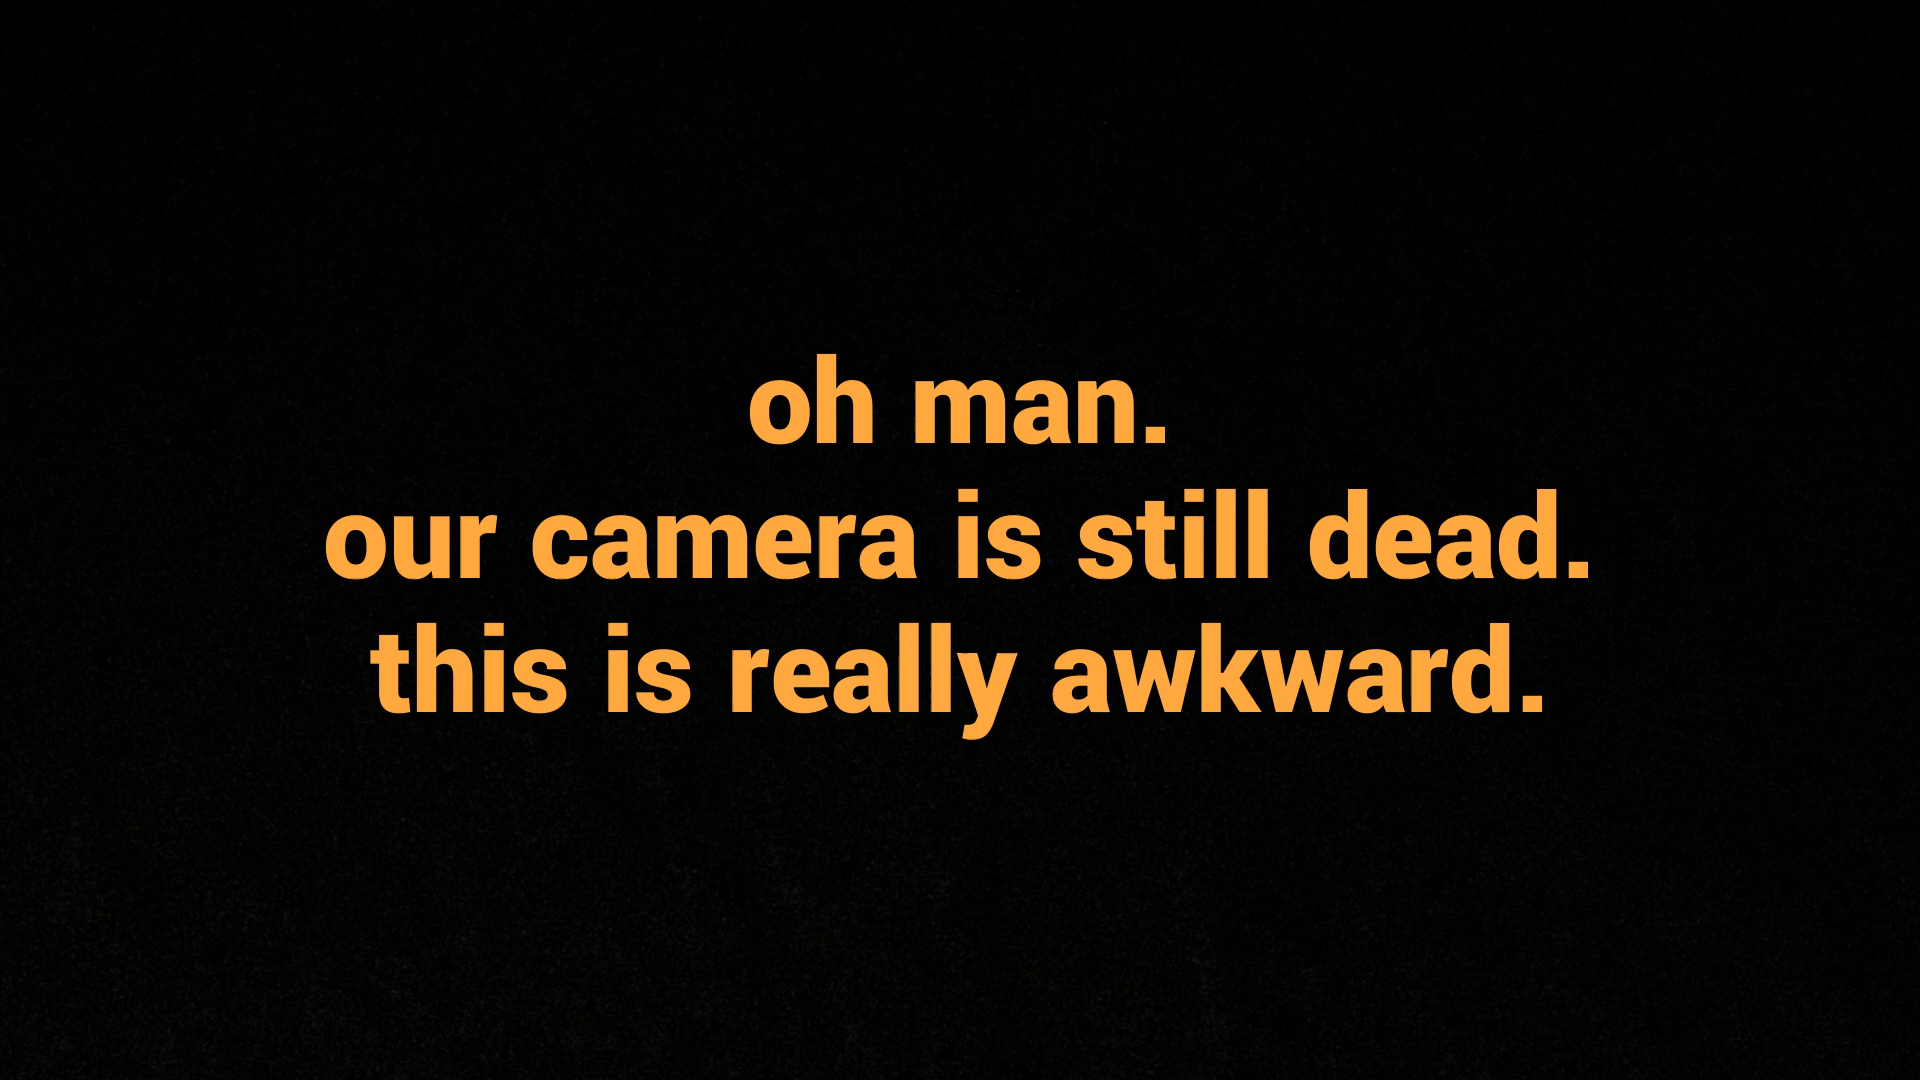 oh man.
our camera is still dead.
this is really awkward.